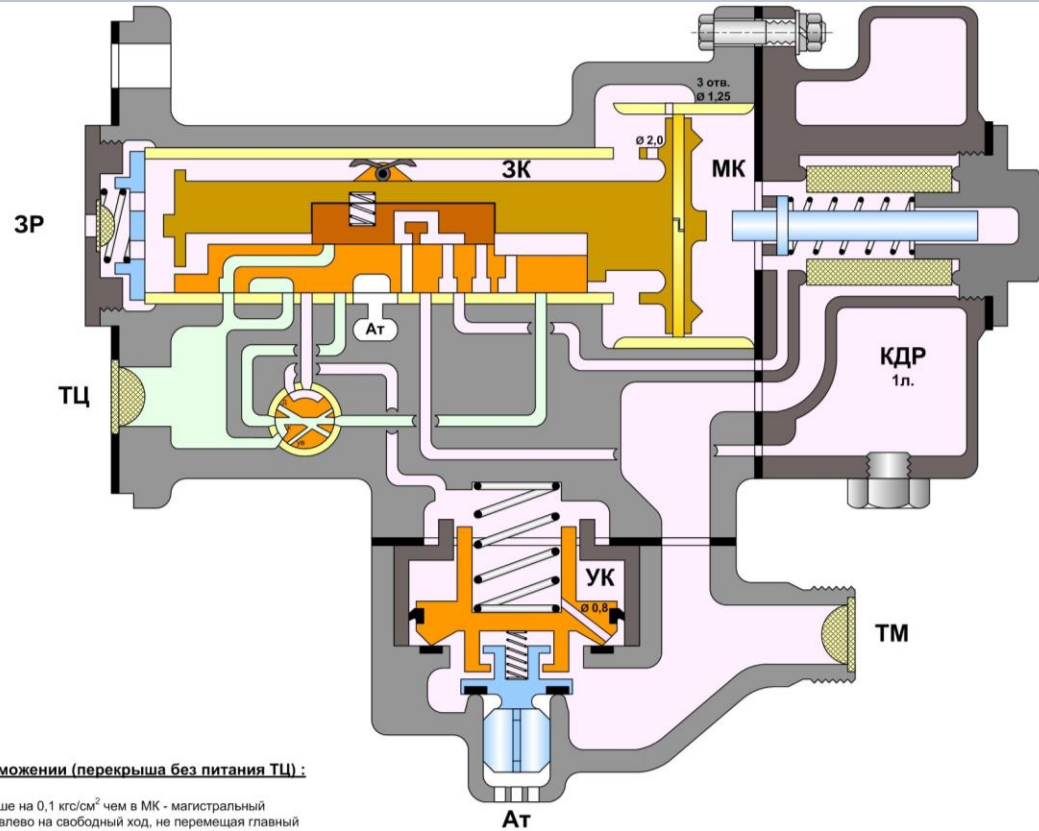 3 отв.
Ø 1,25
Ø 2,0
ЗК
МК
ЗР
Ат
КДР
1л.
ТЦ
Д
УВ
УК
Ø 0,8
ТМ
можении (перекрыша без питания ТЦ) :
ше на 0,1 кгс/см² чем в МК - магистральный
влево на свободный ход, не перемещая главный
Ат